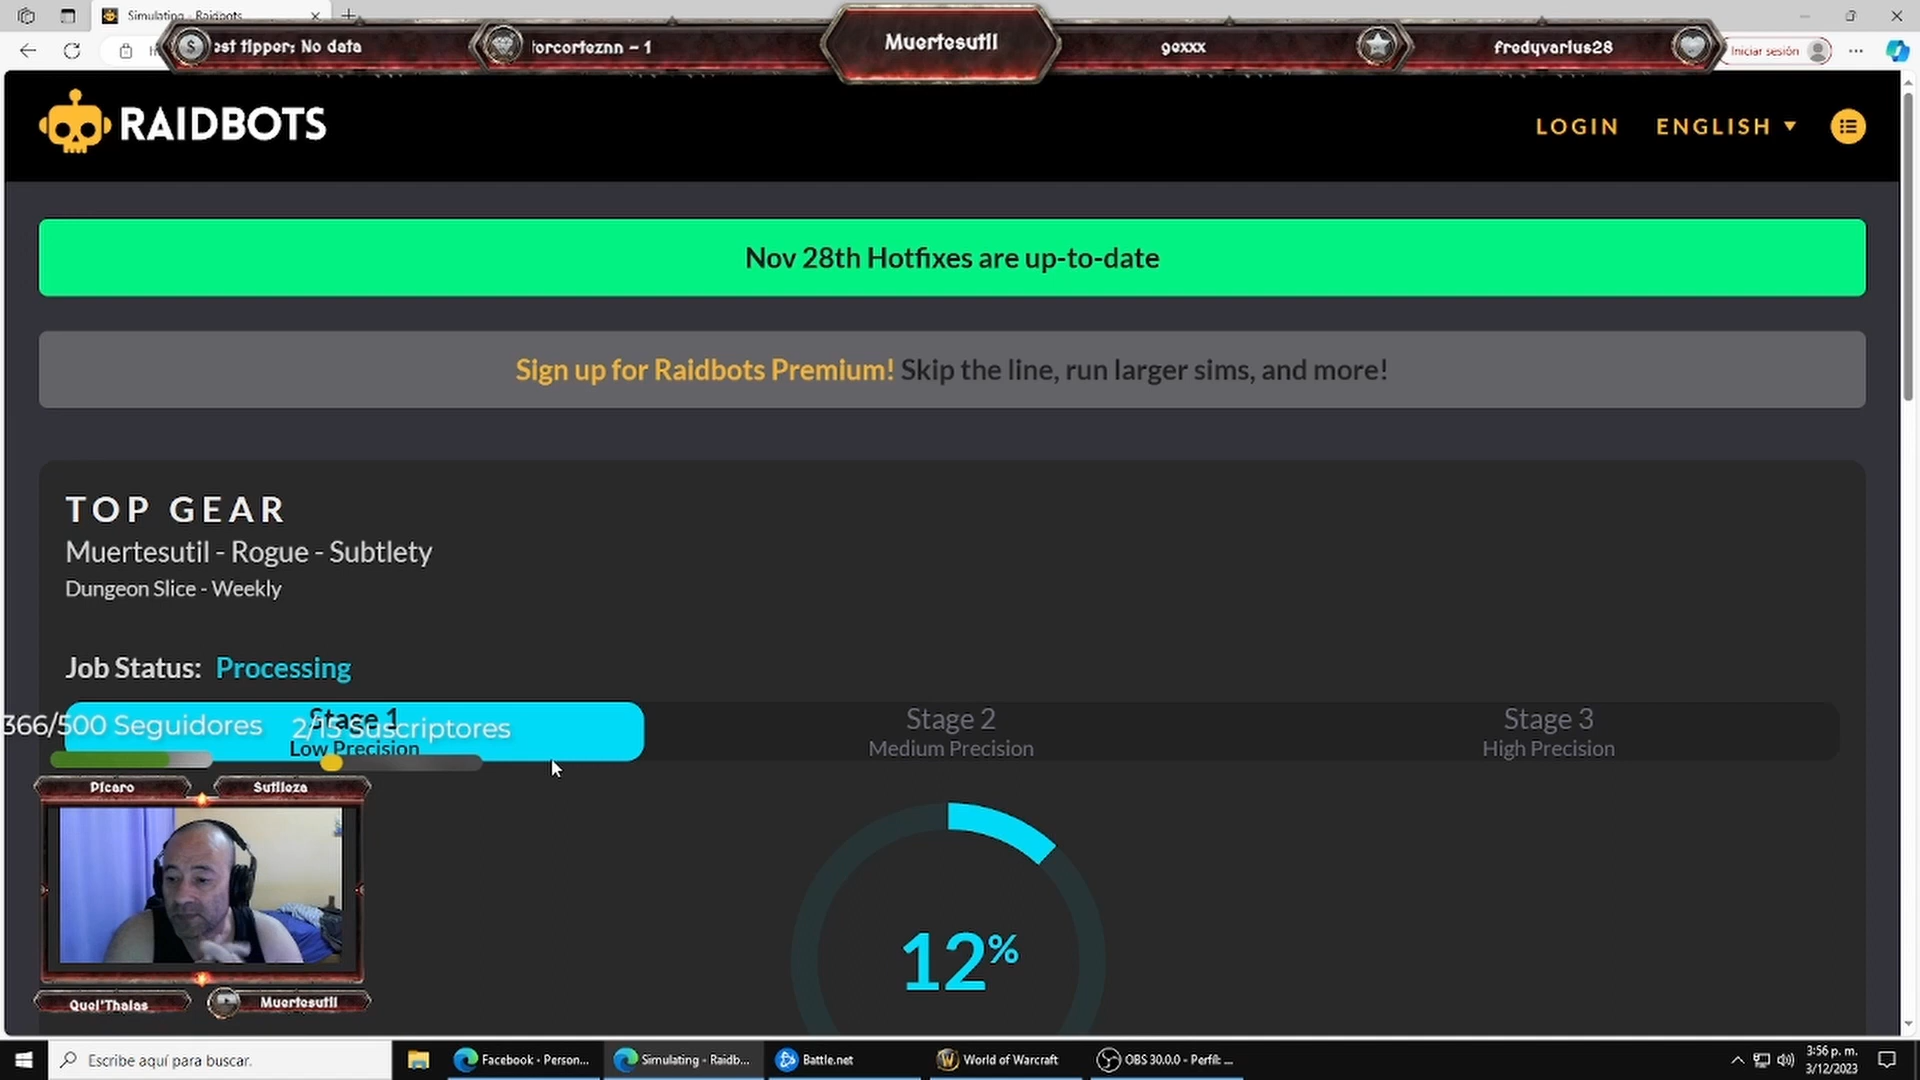 Simulating - Raidbots
est tipper: No data
torcorteznn - 1
Muertesutil
gexxx
fredyvarius28
Iniciar sesión
RAIDBOTS
LOGIN
ENGLISH
Nov 28th Hotfixes are up-to-date
Sign up for Raidbots Premium! Skip the line, run larger sims, and more!
TOP GEAR
Muertesutil - Rogue - Subtlety
Dungeon Slice - Weekly
Job Status: Processing
366/500 Seguidores
2/15 Suscriptores
Stage 1
Low Precision
Stage 2
Medium Precision
Stage 3
High Precision
12%
Pícaro
Sutileza
Quel'Thalas
Muertesutil
Escribe aquí para buscar.
Facebook - Person...
Simulating - Raidb...
Battle.net
World of Warcraft
OBS 30.0.0 - Perfil: ...
3:56 p. m.
3/12/2023